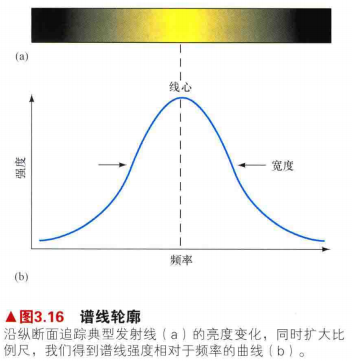 (a)
线心
宽度
强度
频率
(b)
▲图3.16 谱线轮廓
沿纵断面追踪典型发射线(a)的亮度变化，同时扩大比
例尺，我们得到谱线强度相对于频率的曲线(b)。